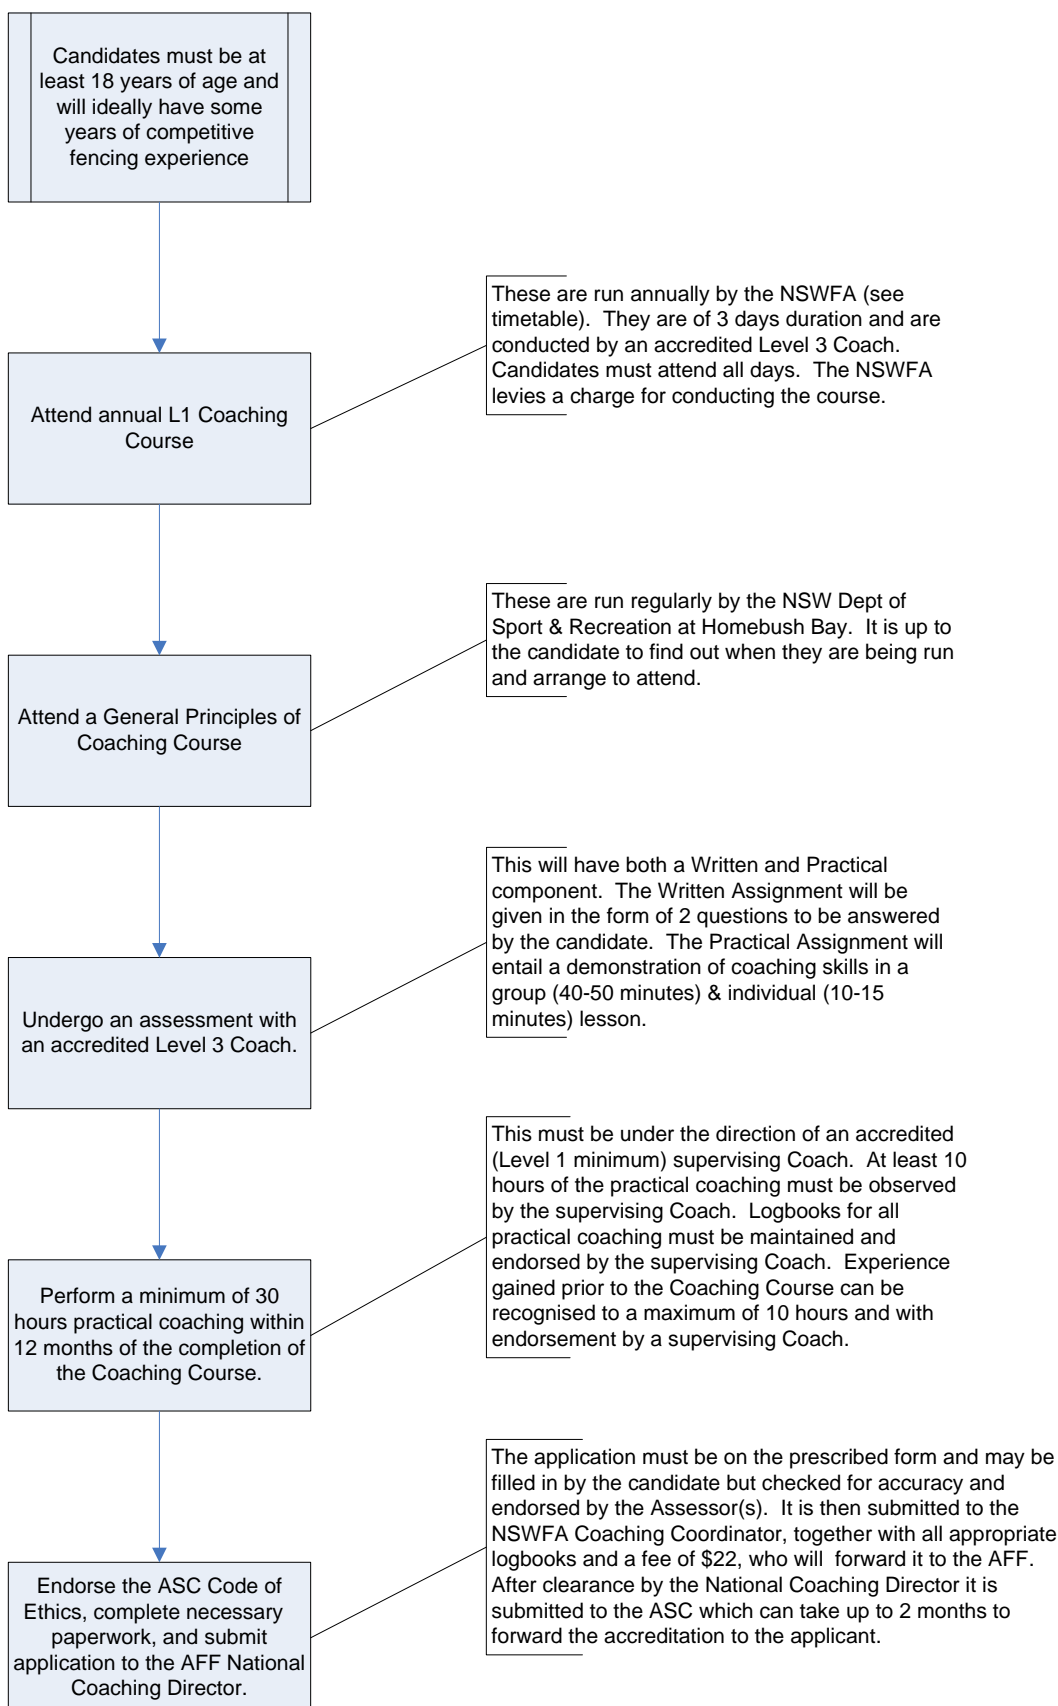 Candidates must be at
least 18 years of age and
will ideally have some
years of competitive
fencing experience
These are run annually by the NSWFA (see
timetable).  They are of 3 days duration and are
conducted by an accredited Level 3 Coach.
Candidates must attend all days.  The NSWFA
levies a charge for conducting the course.
Attend annual L1 Coaching
Course
These are run regularly by the NSW Dept of
Sport & Recreation at Homebush Bay.  It is up to
the candidate to find out when they are being run
and arrange to attend.
Attend a General Principles of
Coaching Course
This will have both a Written and Practical
component.  The Written Assignment will be
given in the form of 2 questions to be answered
by the candidate.  The Practical Assignment will
entail a demonstration of coaching skills in a
group (40-50 minutes) & individual (10-15
minutes) lesson.
Undergo an assessment with
an accredited Level 3 Coach.
This must be under the direction of an accredited
(Level 1 minimum) supervising Coach.  At least 10
hours of the practical coaching must be observed
by the supervising Coach.  Logbooks for all
practical coaching must be maintained and
endorsed by the supervising Coach.  Experience
gained prior to the Coaching Course can be
recognised to a maximum of 10 hours and with
endorsement by a supervising Coach.
Perform a minimum of 30
hours practical coaching within
12 months of the completion of
the Coaching Course.
The application must be on the prescribed form and may be
filled in by the candidate but checked for accuracy and
endorsed by the Assessor(s).  It is then submitted to the
NSWFA Coaching Coordinator, together with all appropriate
logbooks and a fee of $22, who will  forward it to the AFF.
After clearance by the National Coaching Director it is
submitted to the ASC which can take up to 2 months to
forward the accreditation to the applicant.
Endorse the ASC Code of
Ethics, complete necessary
paperwork, and submit
application to the AFF National
Coaching Director.